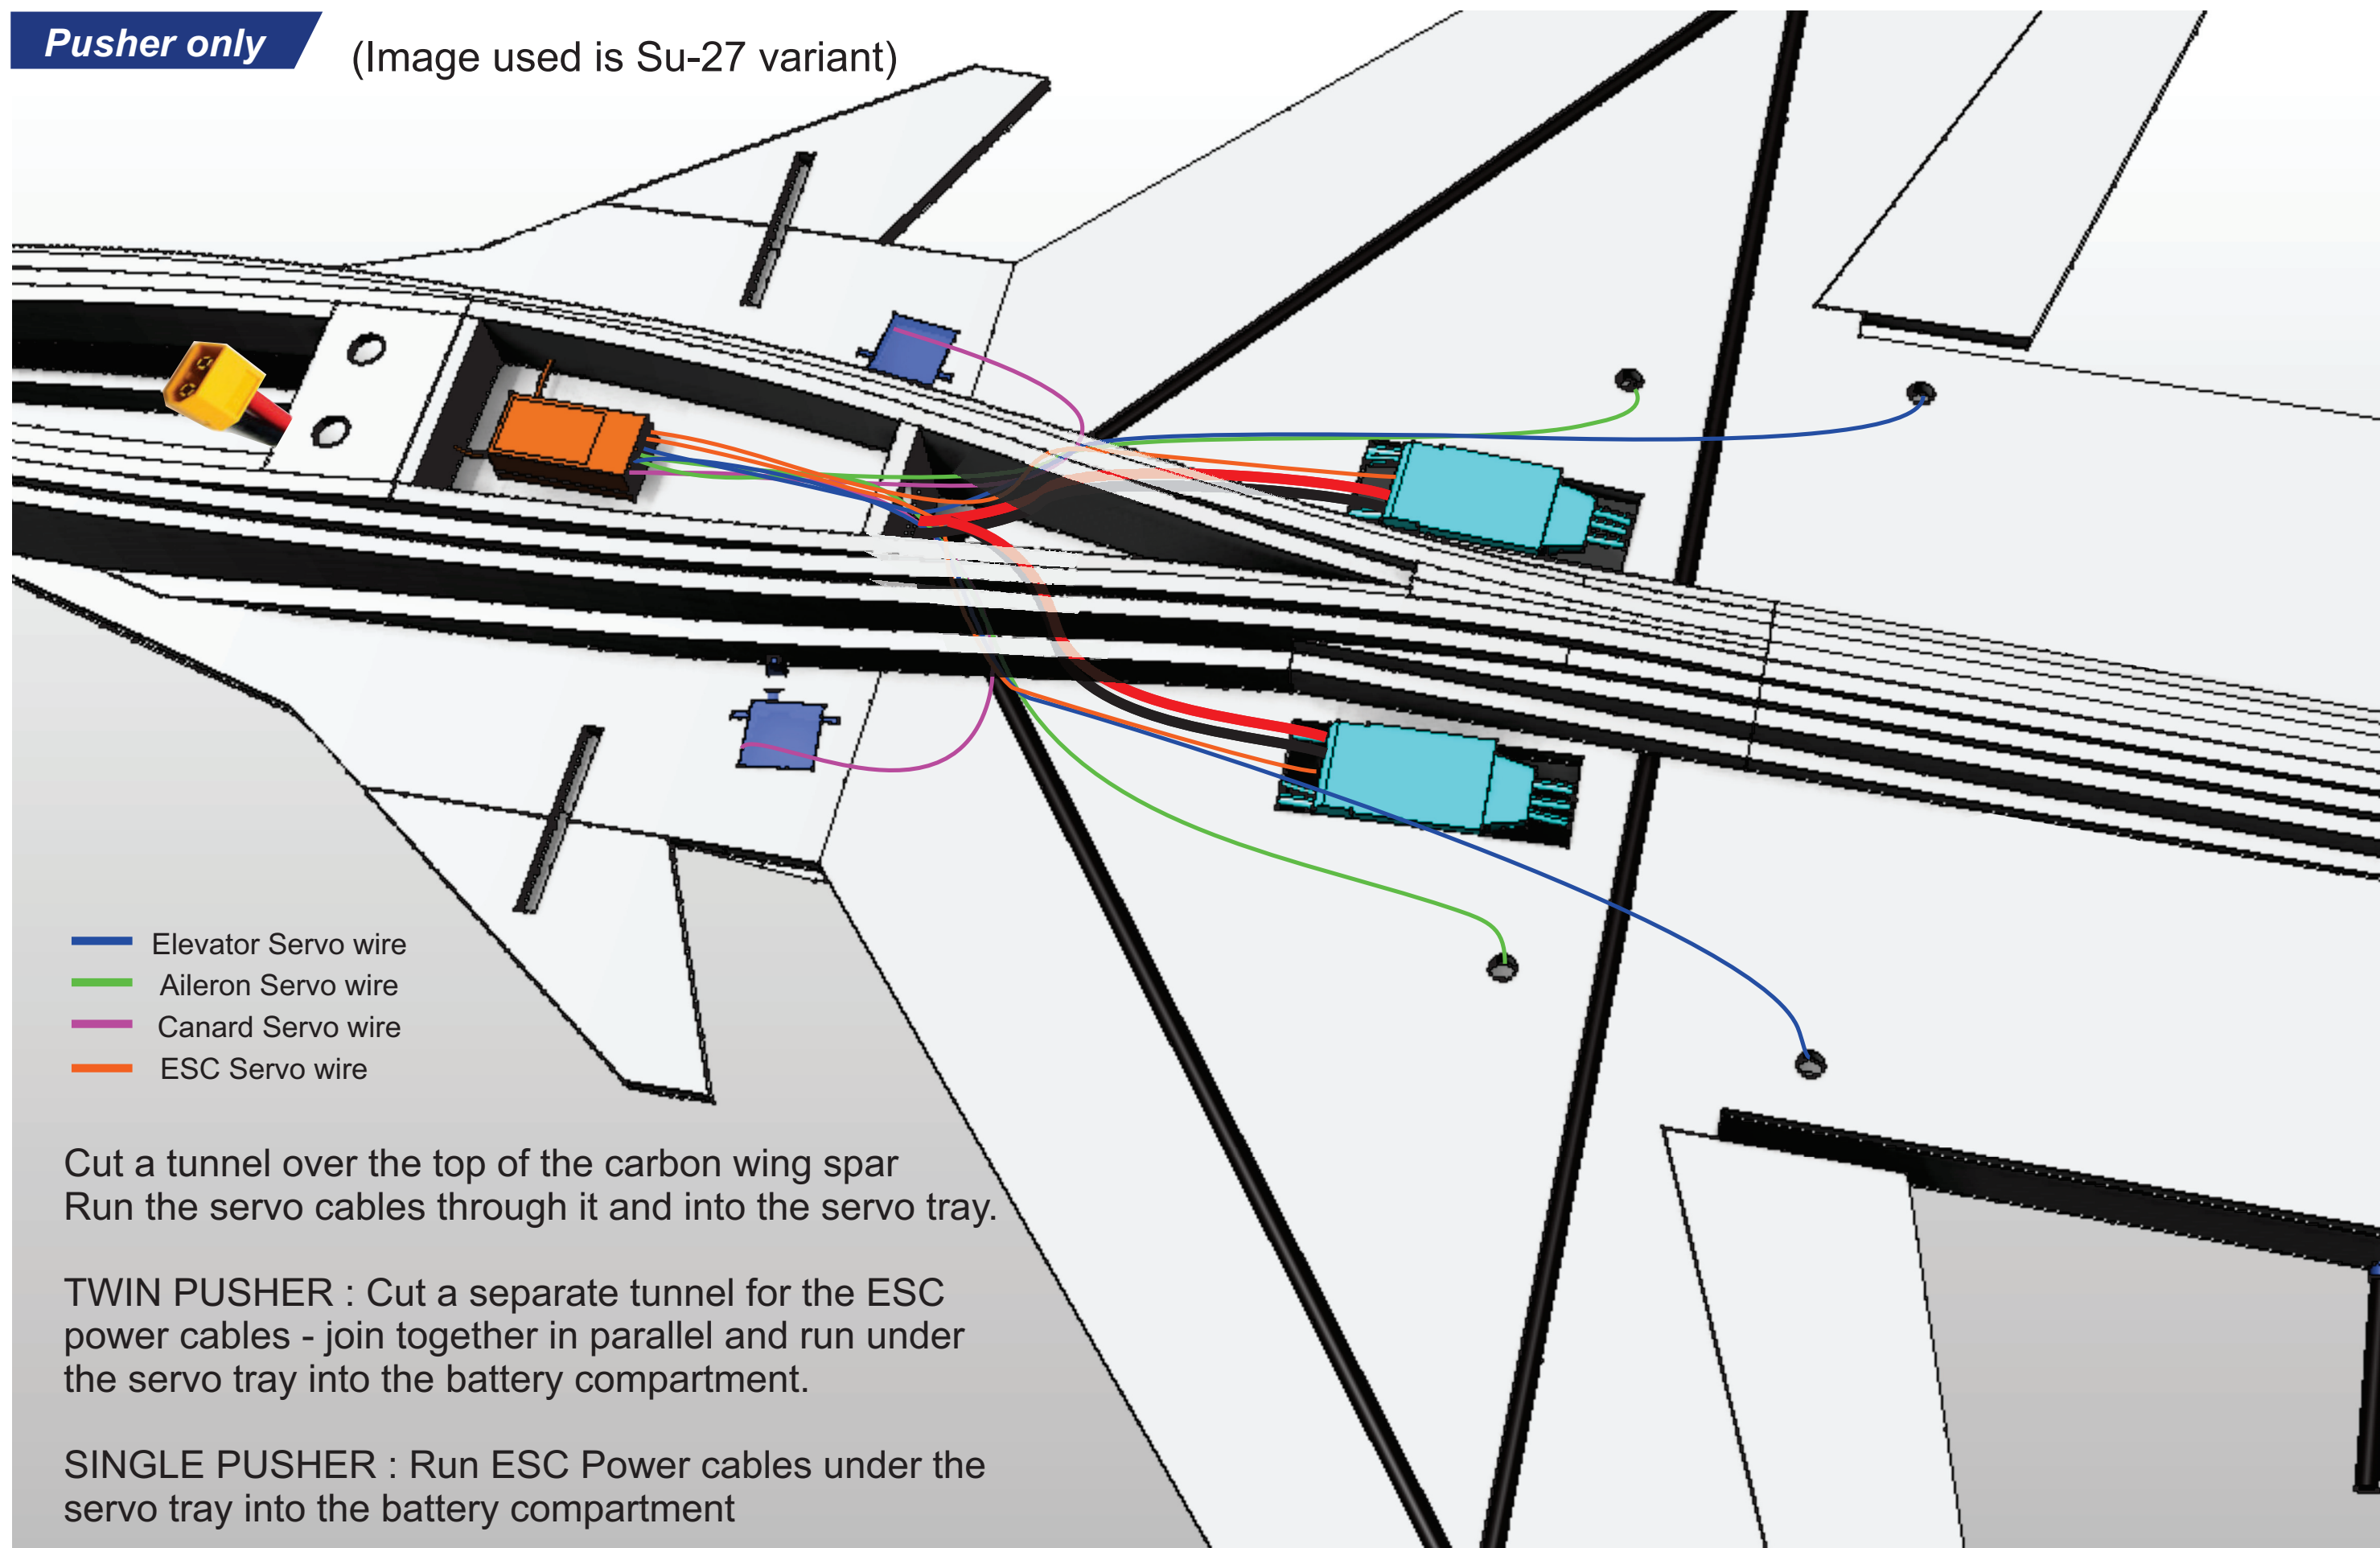 Pusher only
(Image used is Su-27 variant)
Elevator Servo wire
Aileron Servo wire
Canard Servo wire
ESC Servo wire
Cut a tunnel over the top of the carbon wing spar
Run the servo cables through it and into the servo tray.
TWIN PUSHER : Cut a separate tunnel for the ESC
power cables - join together in parallel and run under
the servo tray into the battery compartment.
SINGLE PUSHER : Run ESC Power cables under the
servo tray into the battery compartment